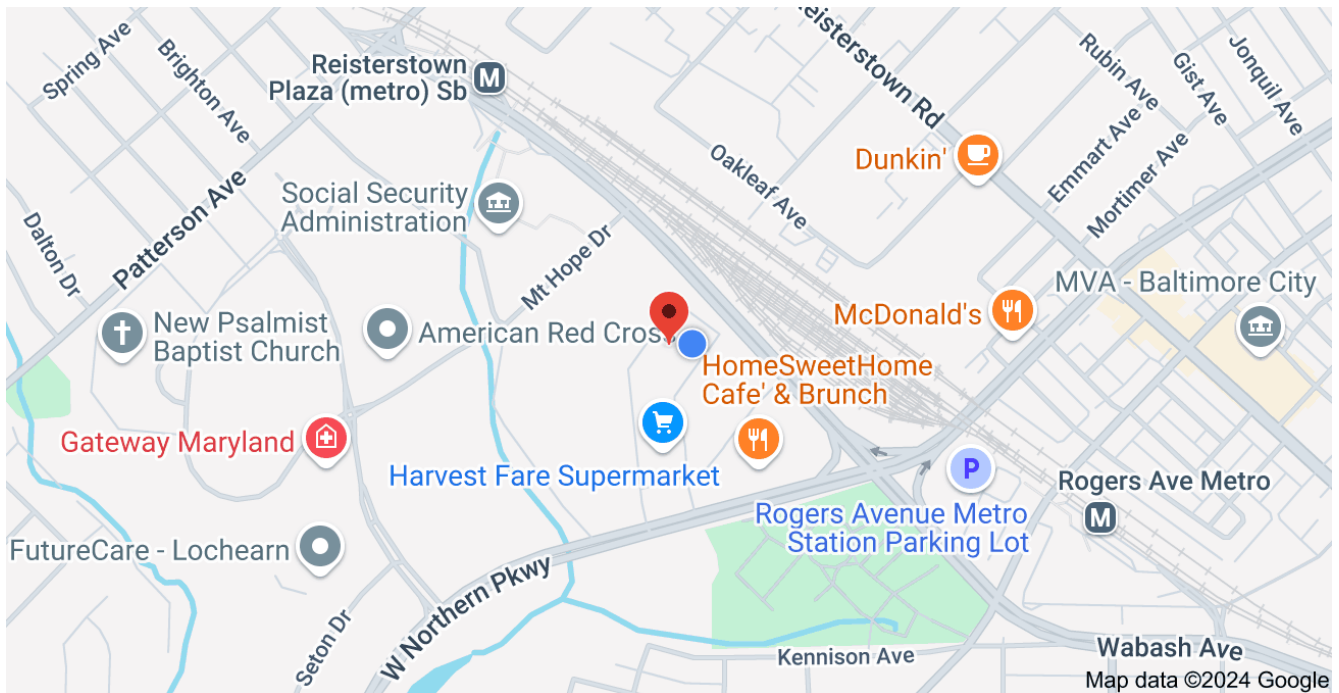 Spring Ave
Brighton Ave
Reisterstown
Plaza (metro) Sb
M
Reisterstown Rd
Rubin Ave
Gist Ave
Jonquil Ave
Dunkin'
Emmart Ave
Mortimer Ave
Oakleaf Ave
Social Security
Administration
Patterson Ave
Dalton Dr
Mt Hope Dr
MVA - Baltimore City
McDonald's
New Psalmist
Baptist Church
American Red Cross
HomeSweetHome
Cafe' & Brunch
Gateway Maryland
Harvest Fare Supermarket
P
Rogers Ave Metro
M
Rogers Avenue Metro
Station Parking Lot
FutureCare - Lochearn
W Northern Pkwy
Seton Dr
Kennison Ave
Wabash Ave
Map data ©2024 Google